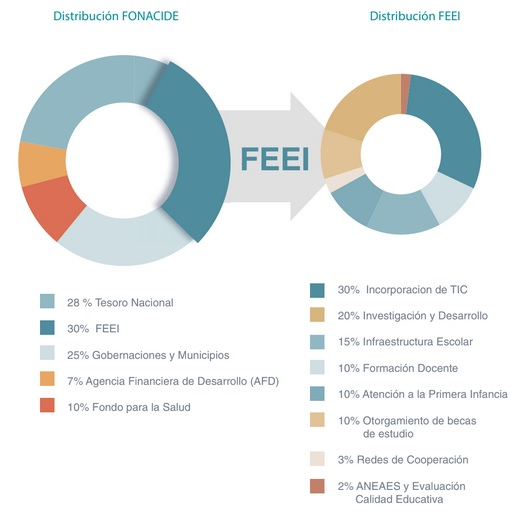 Distribución FONACIDE
Distribución FEEI
FEEI
28 % Tesoro Nacional
30% FEEI
25% Gobernaciones y Municipios
7% Agencia Financiera de Desarrollo (AFD)
10% Fondo para la Salud
30% Incorporacion de TIC
20% Investigación y Desarrollo
15% Infraestructura Escolar
10% Formación Docente
10% Atención a la Primera Infancia
10% Otorgamiento de becas
de estudio
3% Redes de Cooperación
2% ANEAES y Evaluación
Calidad Educativa